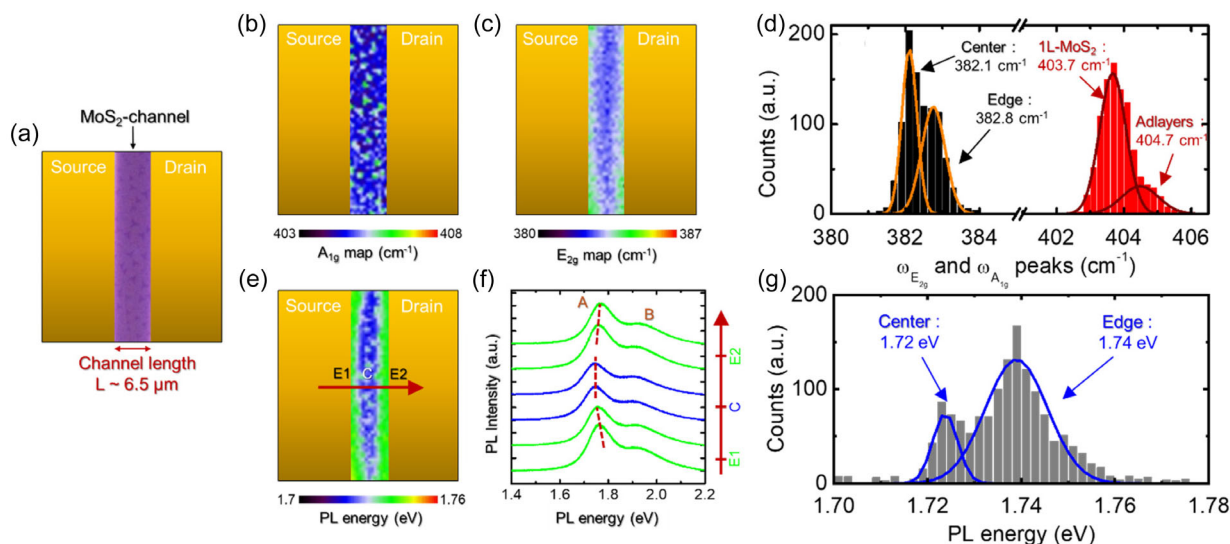 (a)
MoS₂-channel
Source Drain
Channel length
L ~ 6.5 µm
(b)
Source Drain
403 408
A₁g map (cm⁻¹)
(c)
Source Drain
380 387
E₂g map (cm⁻¹)
(d)
200
100
0
Counts (a.u.)
Center :
382.1 cm⁻¹
Edge :
382.8 cm⁻¹
1L-MoS₂ :
403.7 cm⁻¹
Adlayers :
404.7 cm⁻¹
380 382 384 402 404 406
ωE₂g and ωA₁g peaks (cm⁻¹)
(e)
Source Drain
E1 C E2
1.7 1.76
PL energy (eV)
(f)
PL Intensity (a.u.)
A
B
E2
C
E1
1.4 1.6 1.8 2.0 2.2
PL energy (eV)
(g)
200
100
0
Counts (a.u.)
Center :
1.72 eV
Edge :
1.74 eV
1.70 1.72 1.74 1.76 1.78
PL energy (eV)